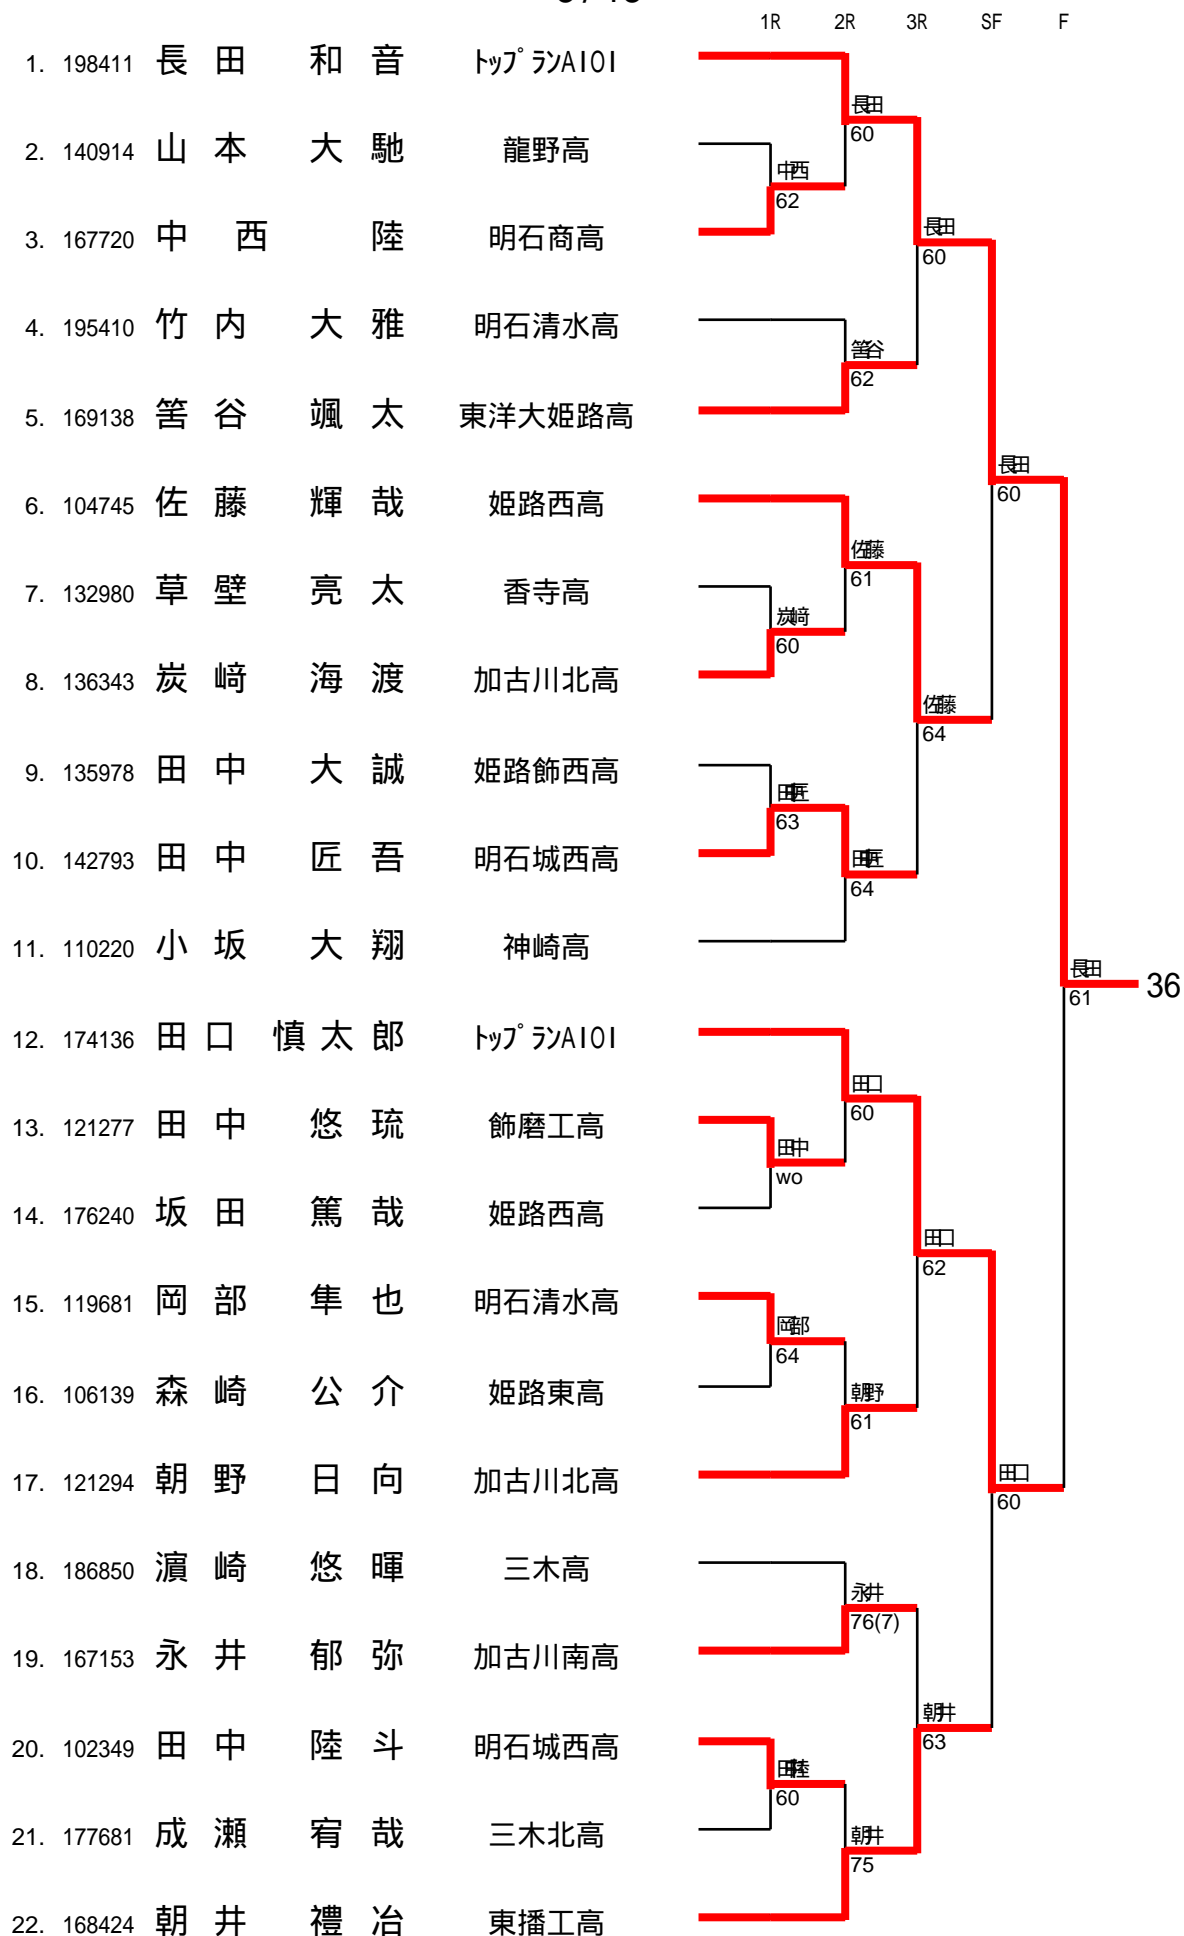 1R 2R 3R SF F
1. 198411 長田 和音 トップランAIOI
長田
60
2. 140914 山本 大馳 龍野高
中西
62
3. 167720 中西 陸 明石商高
長田
60
4. 195410 竹内 大雅 明石清水高
筈谷
62
5. 169138 筈谷 颯太 東洋大姫路高
長田
60
6. 104745 佐藤 輝哉 姫路西高
佐藤
61
7. 132980 草壁 亮太 香寺高
炭﨑
60
8. 136343 炭﨑 海渡 加古川北高
佐藤
64
9. 135978 田中 大誠 姫路飾西高
田中匠
63
10. 142793 田中 匠吾 明石城西高
田中匠
64
11. 110220 小坂 大翔 神崎高
長田
61
36
12. 174136 田口 慎太郎 トップランAIOI
田口
60
13. 121277 田中 悠琉 飾磨工高
田中
wo
14. 176240 坂田 篤哉 姫路西高
田口
62
15. 119681 岡部 隼也 明石清水高
岡部
64
16. 106139 森崎 公介 姫路東高
朝野
61
17. 121294 朝野 日向 加古川北高
田口
60
18. 186850 濵崎 悠暉 三木高
永井
76(7)
19. 167153 永井 郁弥 加古川南高
朝井
63
20. 102349 田中 陸斗 明石城西高
田中陸
60
21. 177681 成瀬 宥哉 三木北高
朝井
75
22. 168424 朝井 禮冶 東播工高